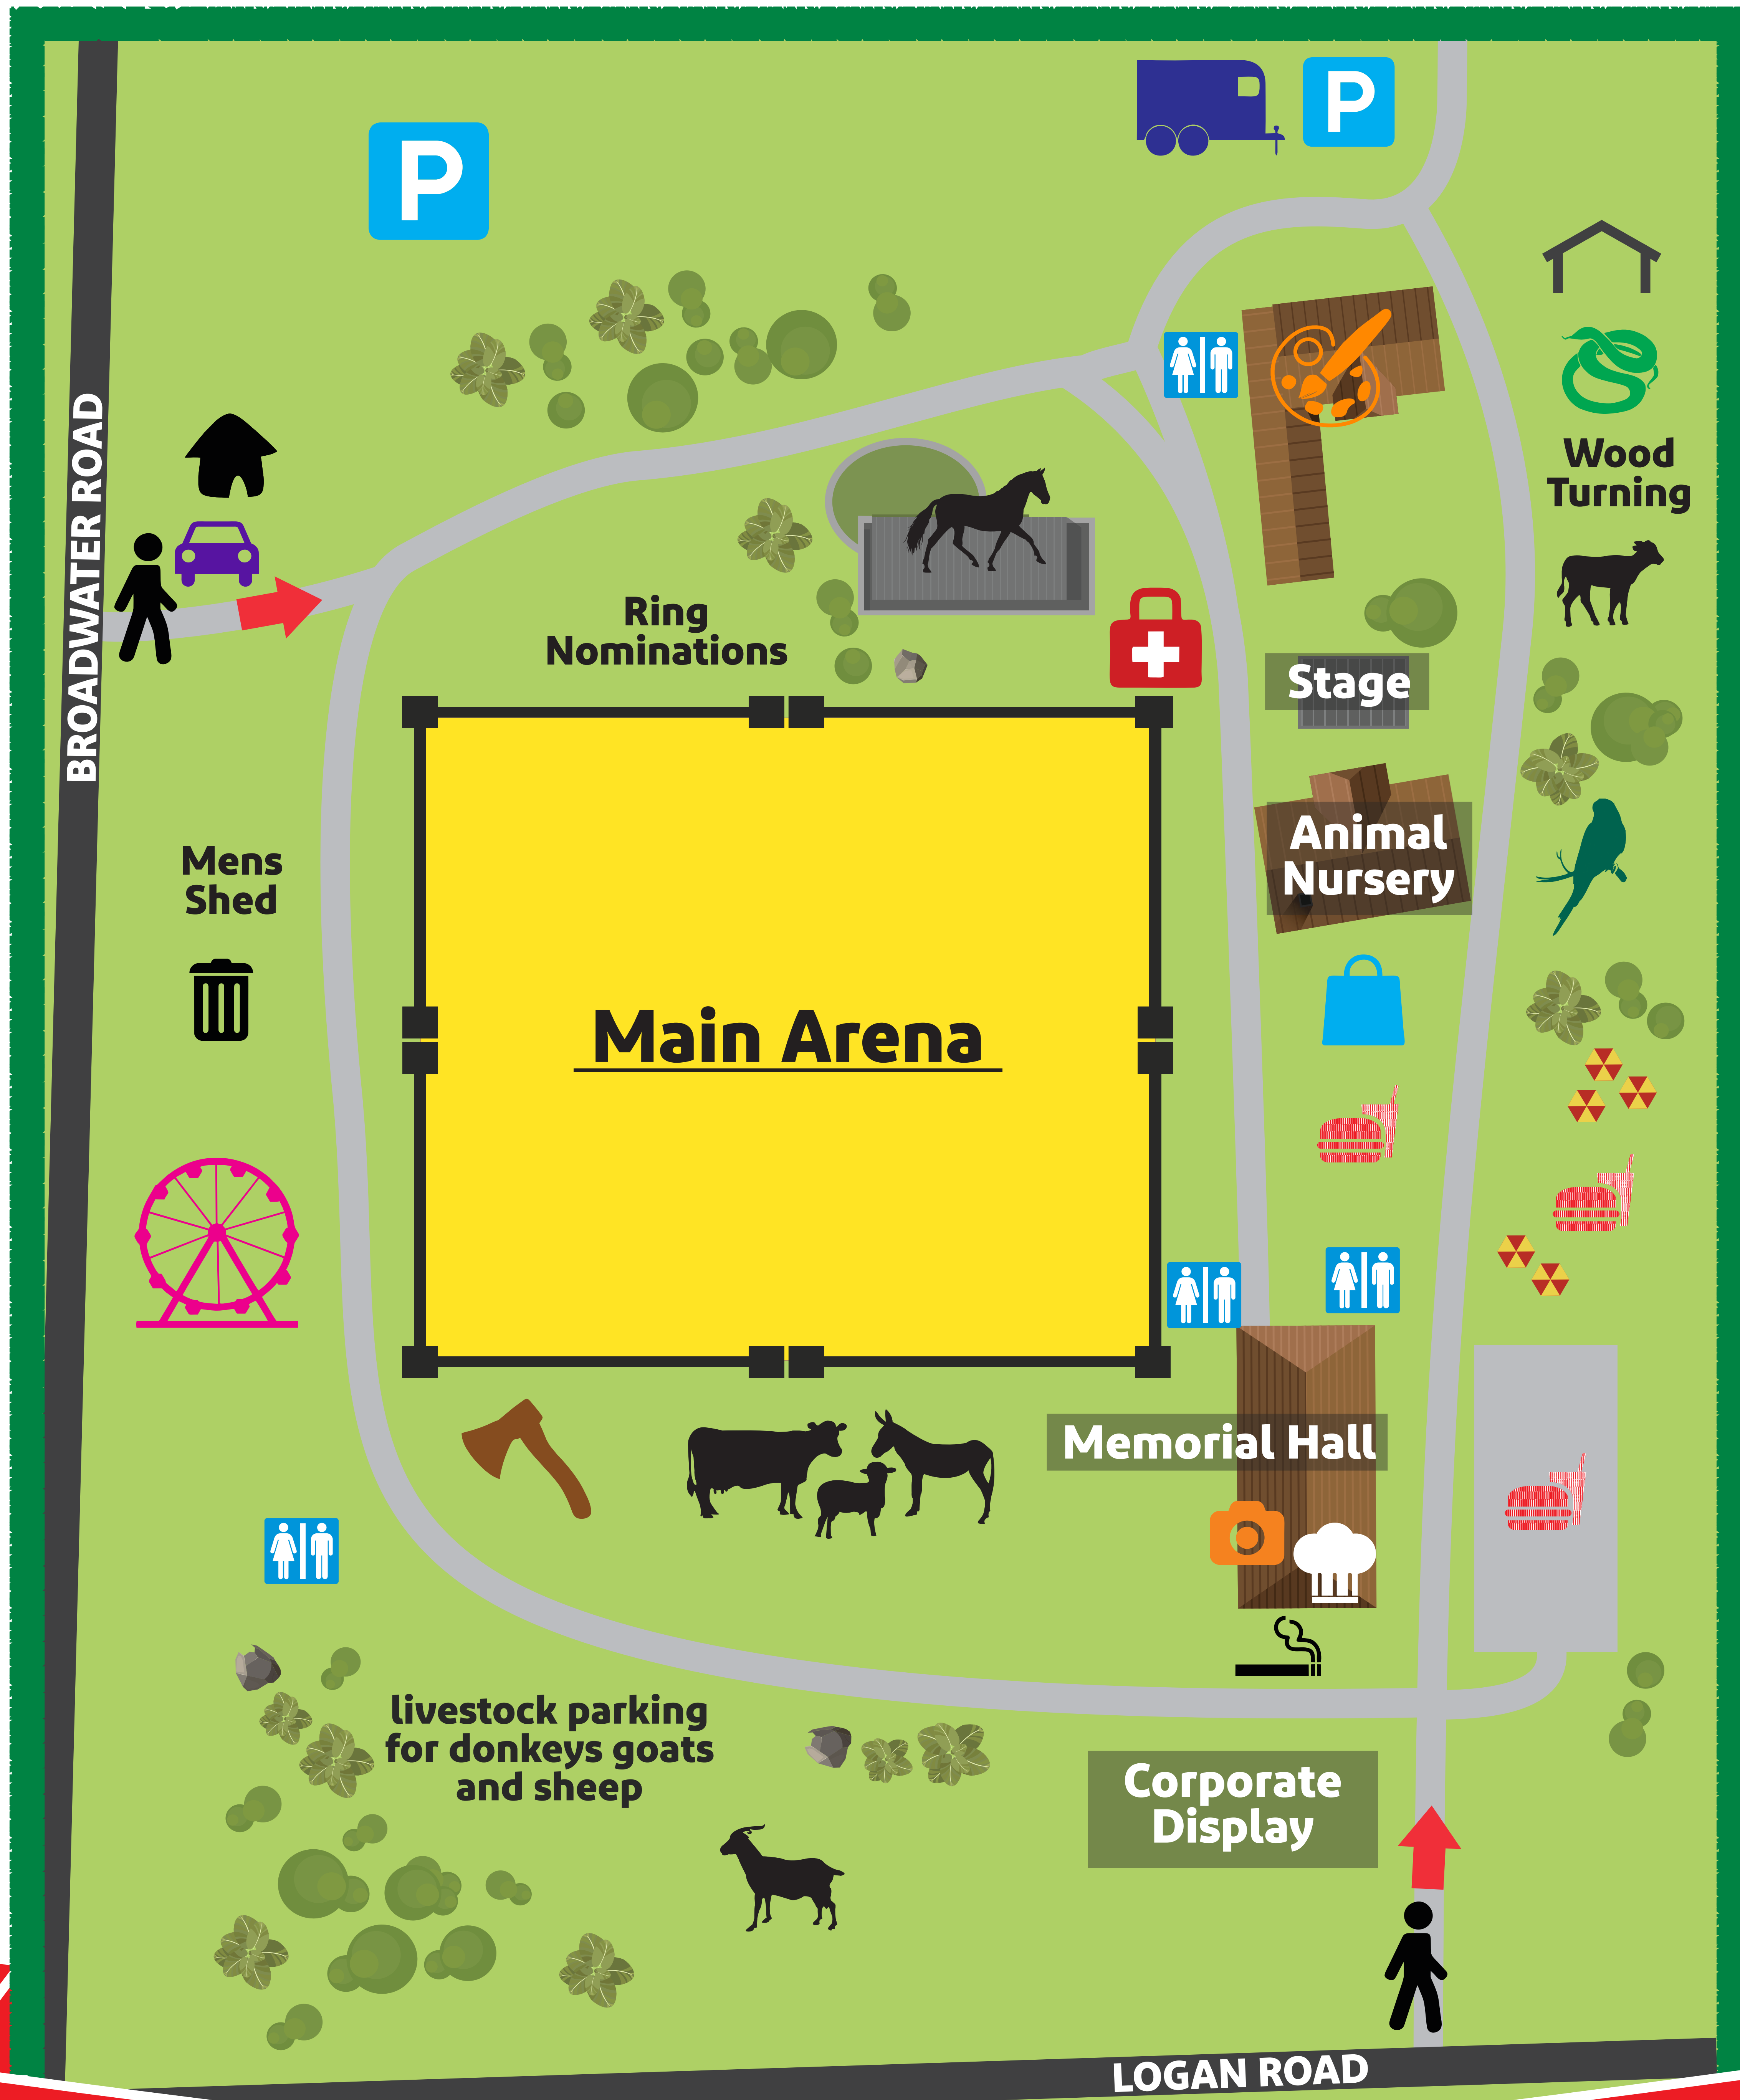 P
P
BROADWATER ROAD
Wood
Turning
Ring
Nominations
Stage
Animal
Nursery
Mens
Shed
Main Arena
Memorial Hall
livestock parking
for donkeys goats
and sheep
Corporate
Display
LOGAN ROAD